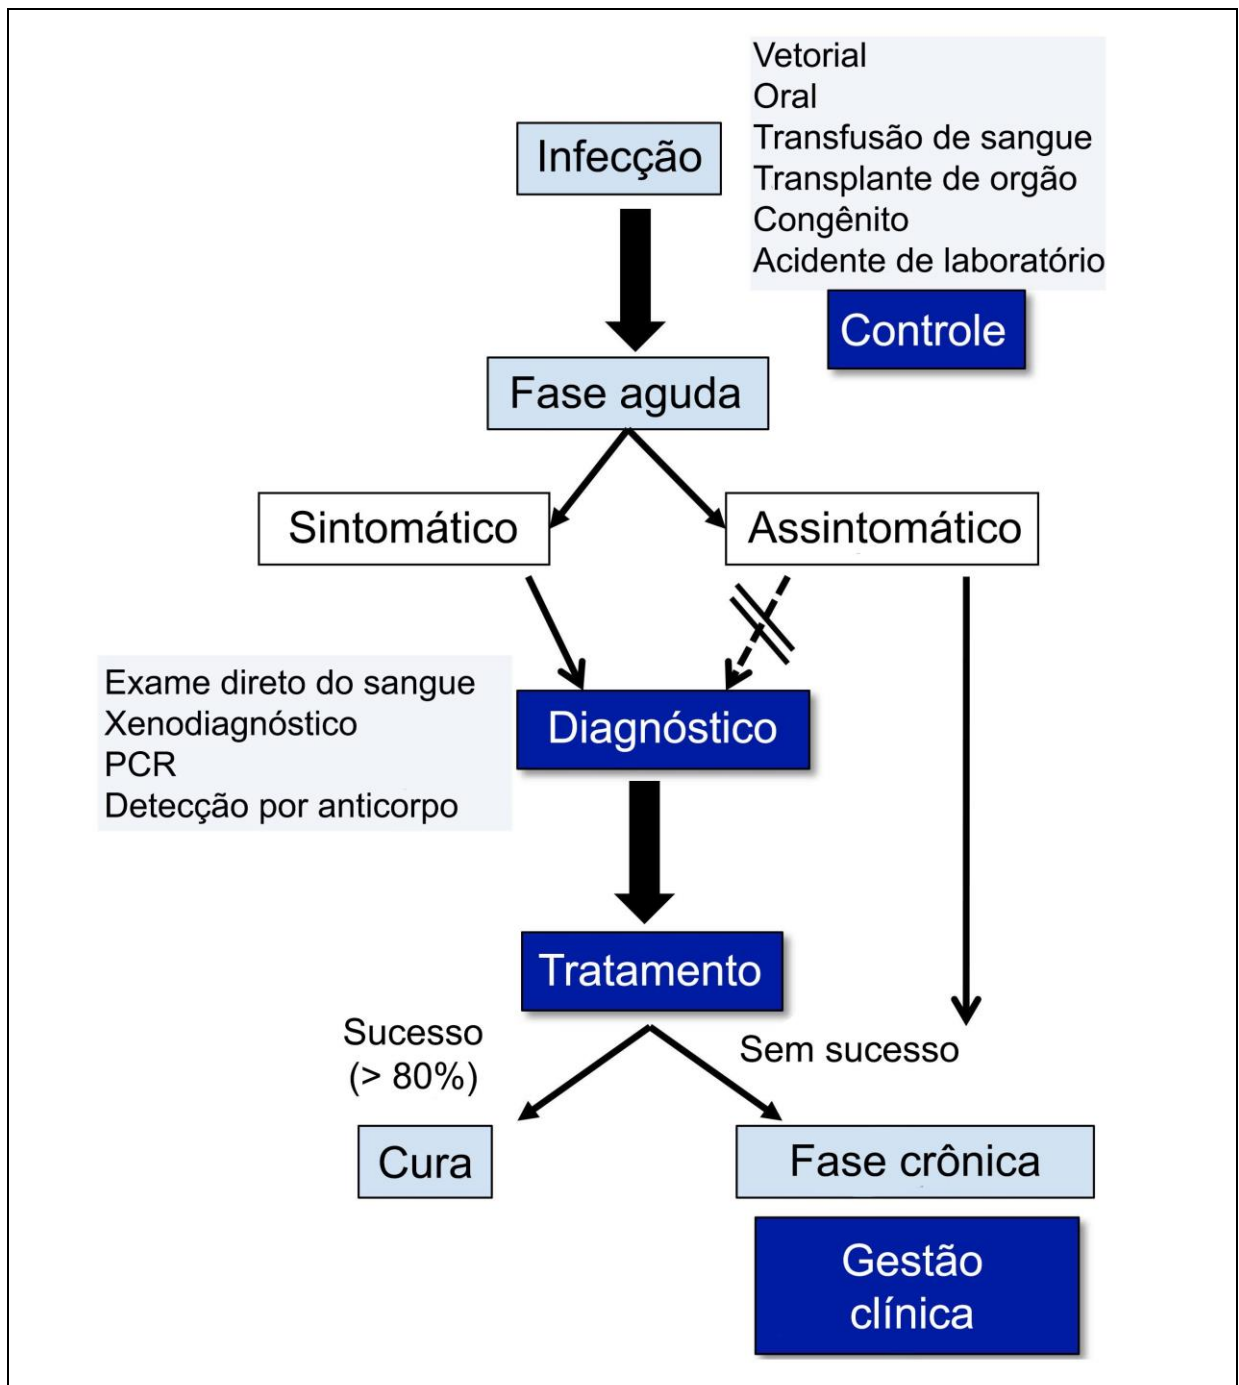 Vetorial
Oral
Transfusão de sangue
Transplante de orgão
Congênito
Acidente de laboratório
Infecção
Controle
Fase aguda
Sintomático
Assintomático
Exame direto do sangue
Xenodiagnóstico
PCR
Detecção por anticorpo
Diagnóstico
Tratamento
Sucesso
(> 80%)
Sem sucesso
Cura
Fase crônica
Gestão
clínica